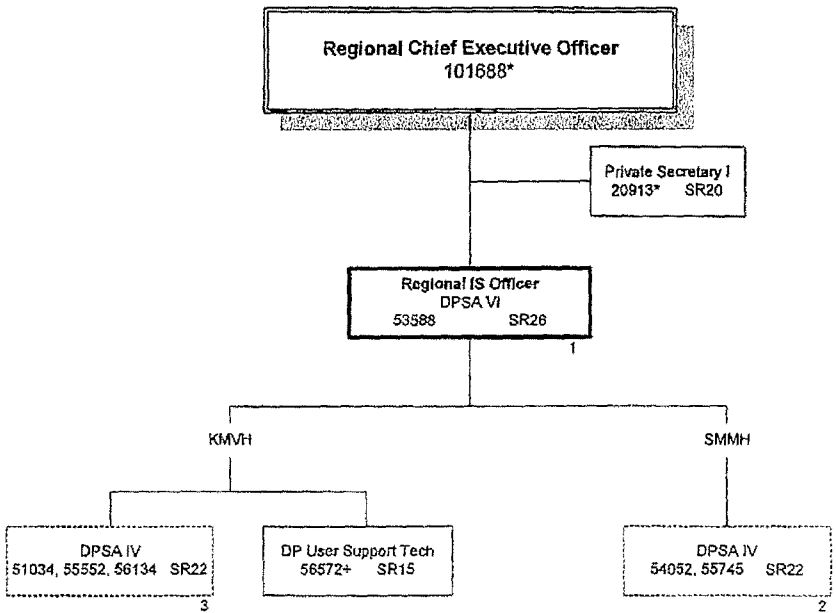 Regional Chief Executive Officer
101688*
Private Secretary I
20913* SR20
Regional IS Officer
DPSA VI
53588 SR26
1
KMVH
SMMH
DPSA IV
51034, 55552, 56134 SR22
3
DP User Support Tech
56572+ SR15
DPSA IV
54052, 55745 SR22
2